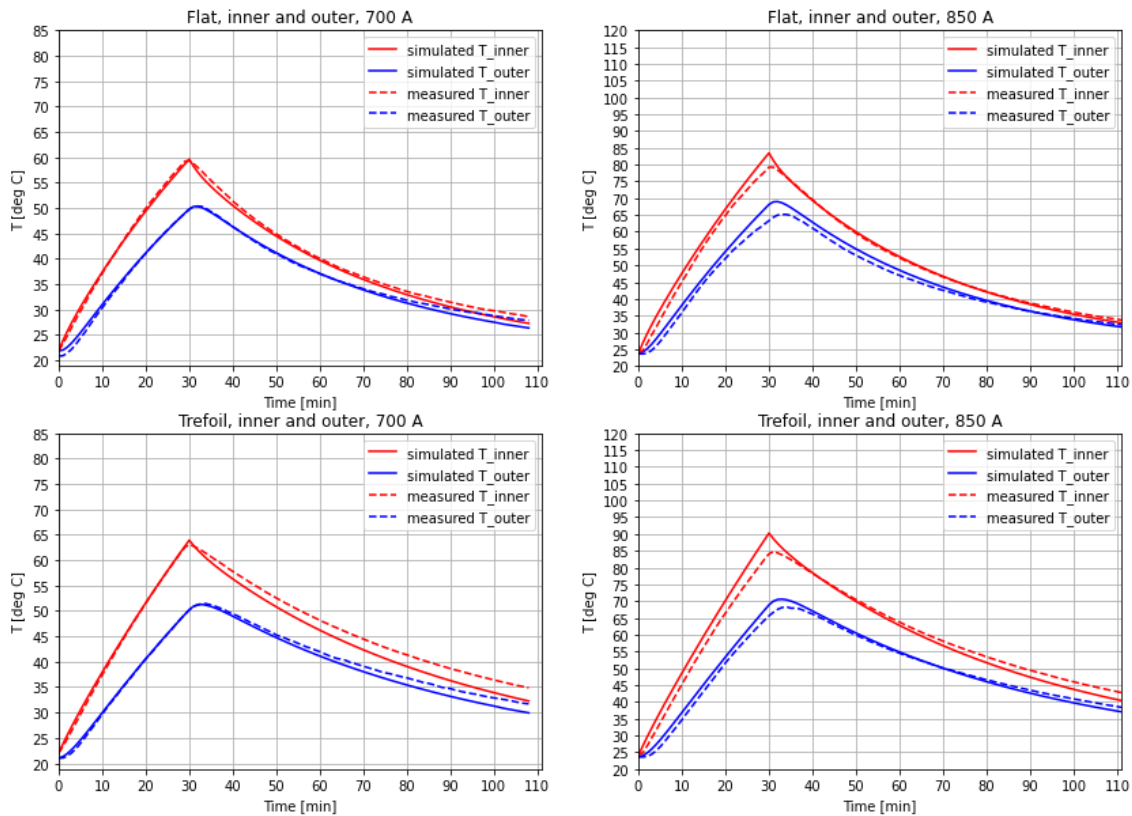 Flat, inner and outer, 700 A
85
80
75
70
65
60
55
50
45
40
35
30
25
20
T [deg C]
simulated T_inner
simulated T_outer
measured T_inner
measured T_outer
0 10 20 30 40 50 60 70 80 90 100 110
Time [min]
Flat, inner and outer, 850 A
120
115
110
105
100
95
90
85
80
75
70
65
60
55
50
45
40
35
30
25
20
T [deg C]
simulated T_inner
simulated T_outer
measured T_inner
measured T_outer
0 10 20 30 40 50 60 70 80 90 100 110
Time [min]
Trefoil, inner and outer, 700 A
85
80
75
70
65
60
55
50
45
40
35
30
25
20
T [deg C]
simulated T_inner
simulated T_outer
measured T_inner
measured T_outer
0 10 20 30 40 50 60 70 80 90 100 110
Time [min]
Trefoil, inner and outer, 850 A
120
115
110
105
100
95
90
85
80
75
70
65
60
55
50
45
40
35
30
25
20
T [deg C]
simulated T_inner
simulated T_outer
measured T_inner
measured T_outer
0 10 20 30 40 50 60 70 80 90 100 110
Time [min]